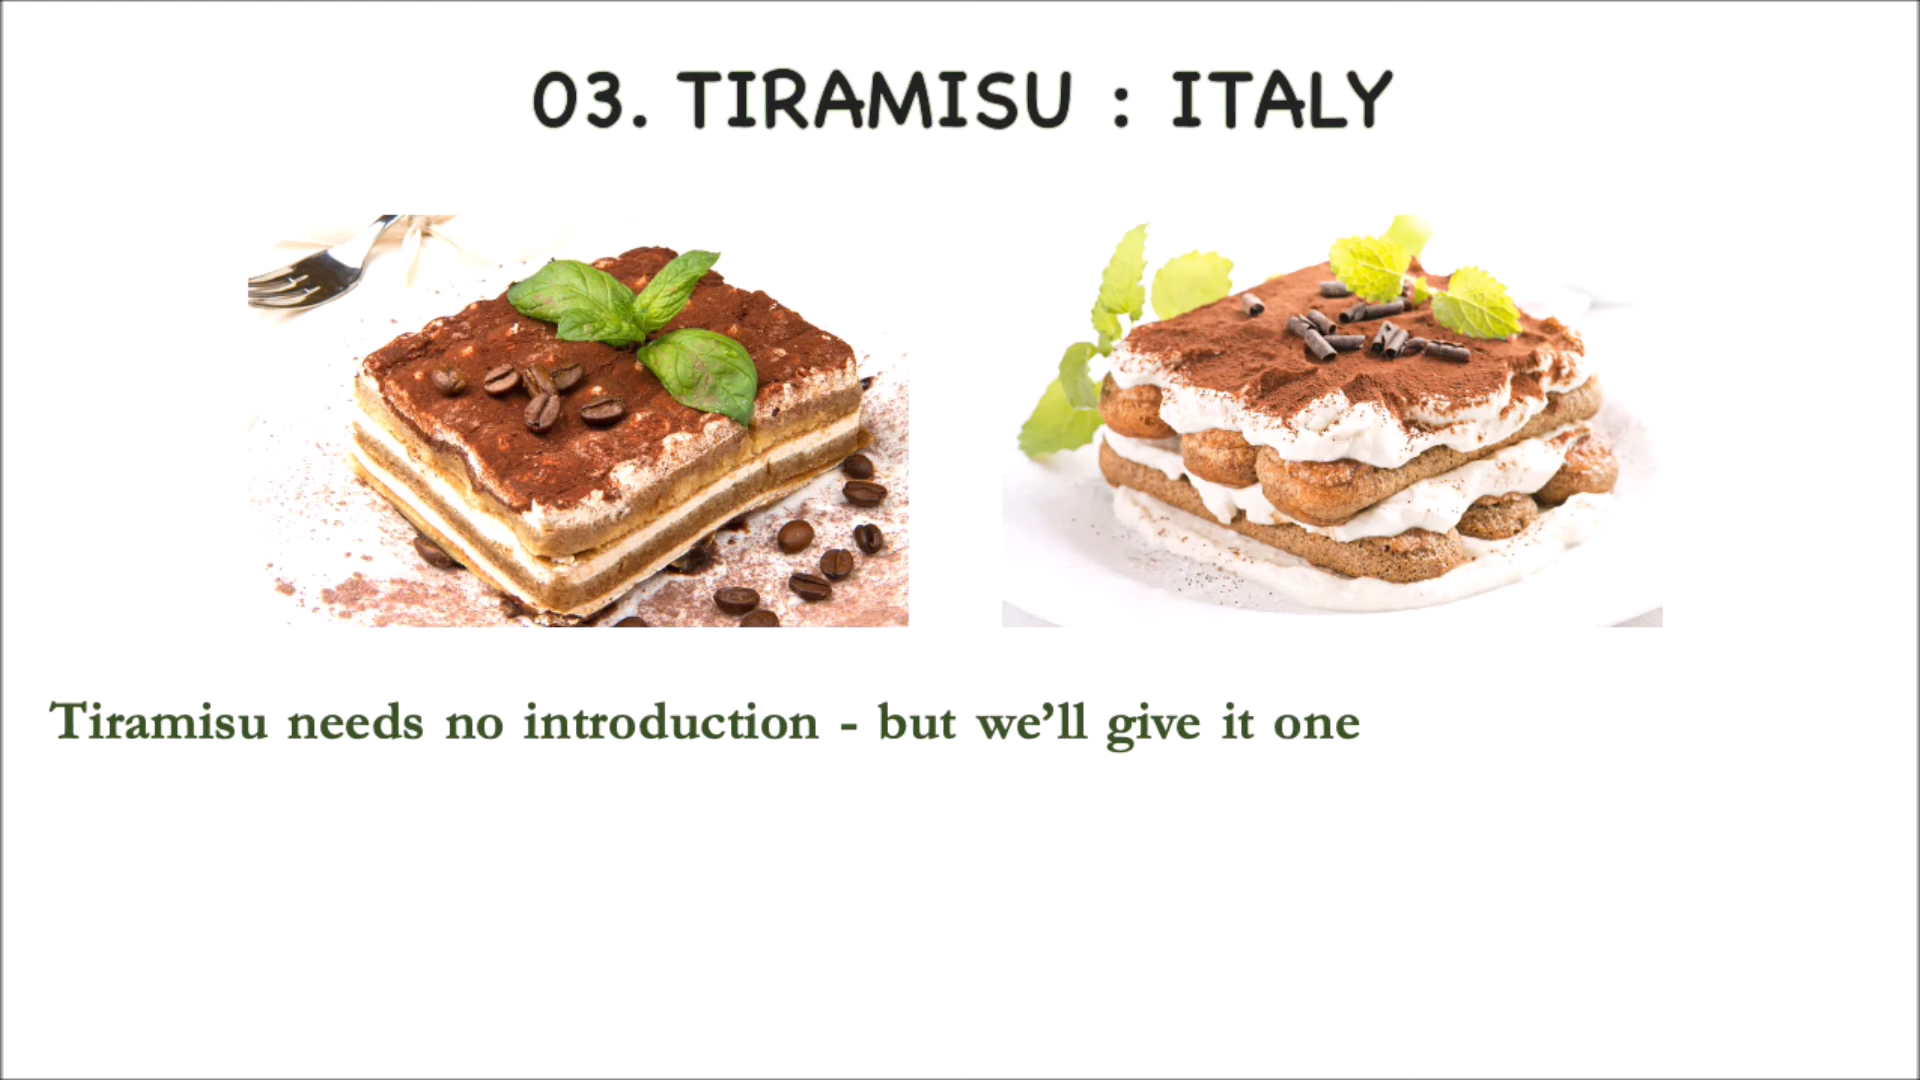 03. TIRAMISU : ITALY
Tiramisu needs no introduction - but we’ll give it one